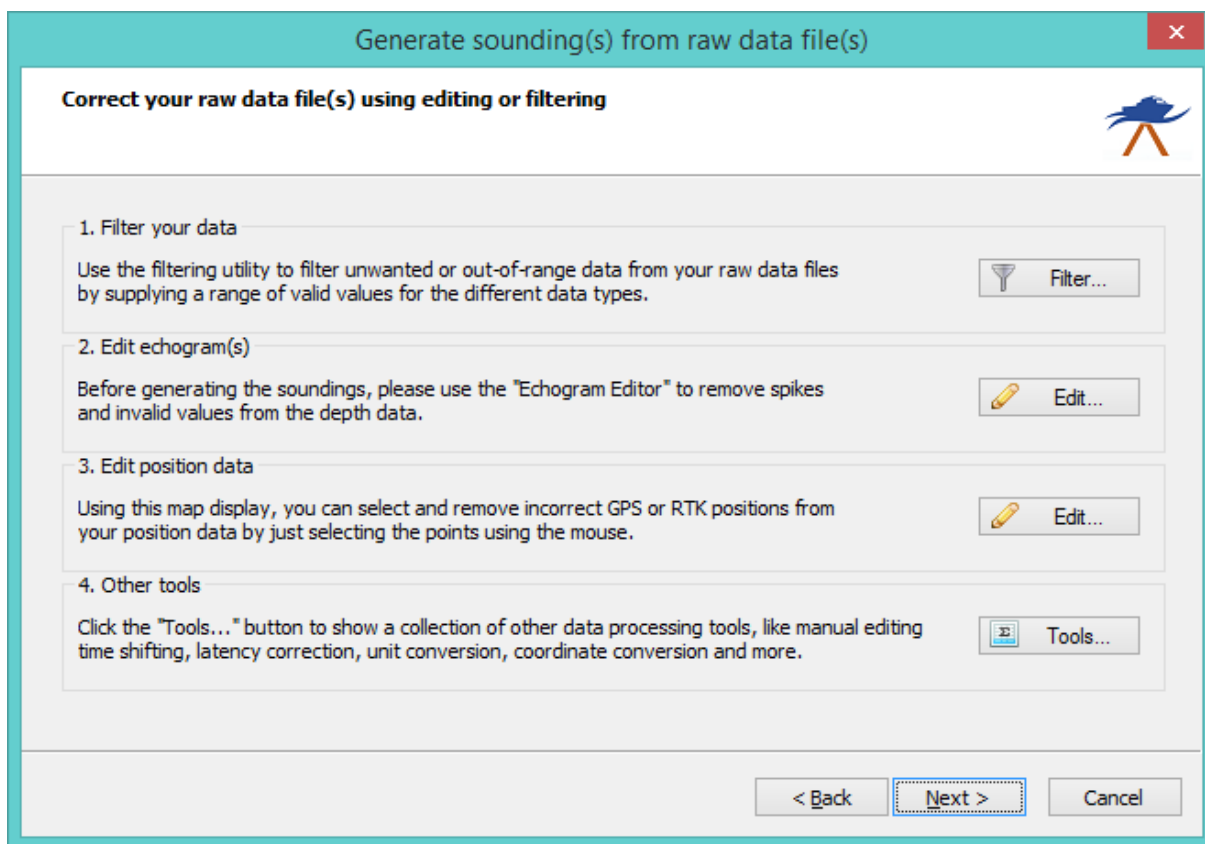 Generate sounding(s) from raw data file(s)
Correct your raw data file(s) using editing or filtering
1. Filter your data
Use the filtering utility to filter unwanted or out-of-range data from your raw data files
by supplying a range of valid values for the different data types.
Filter...
2. Edit echogram(s)
Before generating the soundings, please use the "Echogram Editor" to remove spikes
and invalid values from the depth data.
Edit...
3. Edit position data
Using this map display, you can select and remove incorrect GPS or RTK positions from
your position data by just selecting the points using the mouse.
Edit...
4. Other tools
Click the "Tools..." button to show a collection of other data processing tools, like manual editing
time shifting, latency correction, unit conversion, coordinate conversion and more.
Tools...
< Back
Next >
Cancel